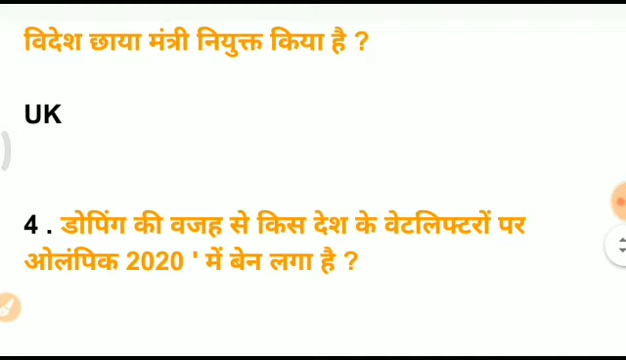 विदेश छाया मंत्री नियुक्त किया है ?
UK
4 . डोपिंग की वजह से किस देश के वेटलिफ्टरों पर
ओलंपिक 2020 ' में बेन लगा है ?